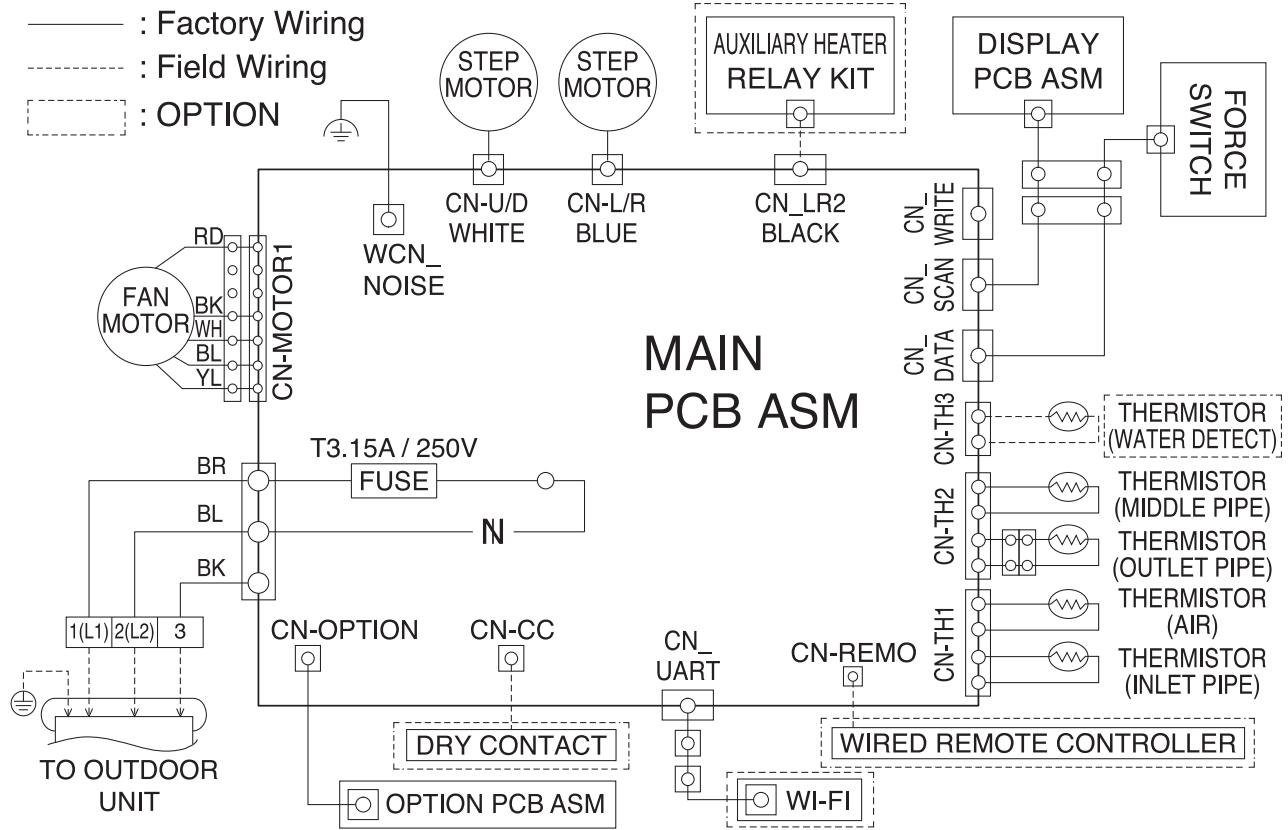 : Factory Wiring
: Field Wiring
: OPTION
STEP
MOTOR
STEP
MOTOR
AUXILIARY HEATER
RELAY KIT
DISPLAY
PCB ASM
FORCE
SWITCH
CN-U/D
WHITE
CN-L/R
BLUE
CN_LR2
BLACK
CN_
WRITE
WCN_
NOISE
RD
FAN
MOTOR
BK
WH
BL
YL
CN-MOTOR1
CN_
SCAN
CN_
DATA
MAIN
PCB ASM
CN-TH3
THERMISTOR
(WATER DETECT)
T3.15A / 250V
FUSE
BR
BL
N
BK
CN-TH2
THERMISTOR
(MIDDLE PIPE)
THERMISTOR
(OUTLET PIPE)
CN-TH1
THERMISTOR
(AIR)
THERMISTOR
(INLET PIPE)
1(L1) 2(L2) 3
CN-OPTION
CN-CC
CN_
UART
CN-REMO
DRY CONTACT
WIRED REMOTE CONTROLLER
TO OUTDOOR
UNIT
OPTION PCB ASM
WI-FI